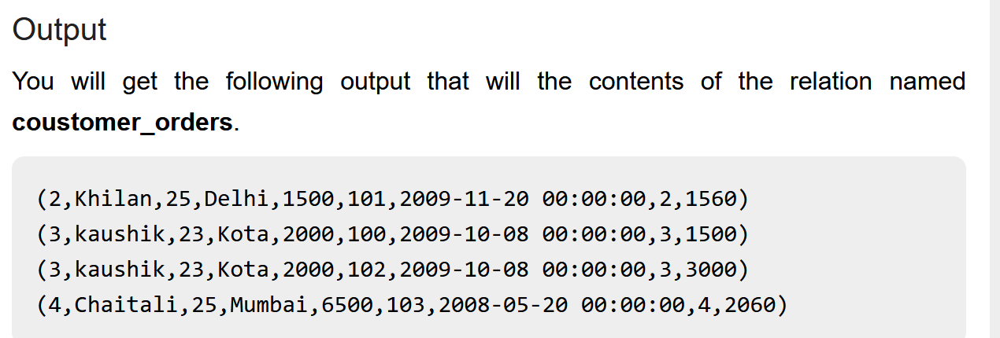 Output
You will get the following output that will the contents of the relation named
coustomer_orders.
(2,Khilan,25,Delhi,1500,101,2009-11-20 00:00:00,2,1560)
(3,kaushik,23,Kota,2000,100,2009-10-08 00:00:00,3,1500)
(3,kaushik,23,Kota,2000,102,2009-10-08 00:00:00,3,3000)
(4,Chaitali,25,Mumbai,6500,103,2008-05-20 00:00:00,4,2060)